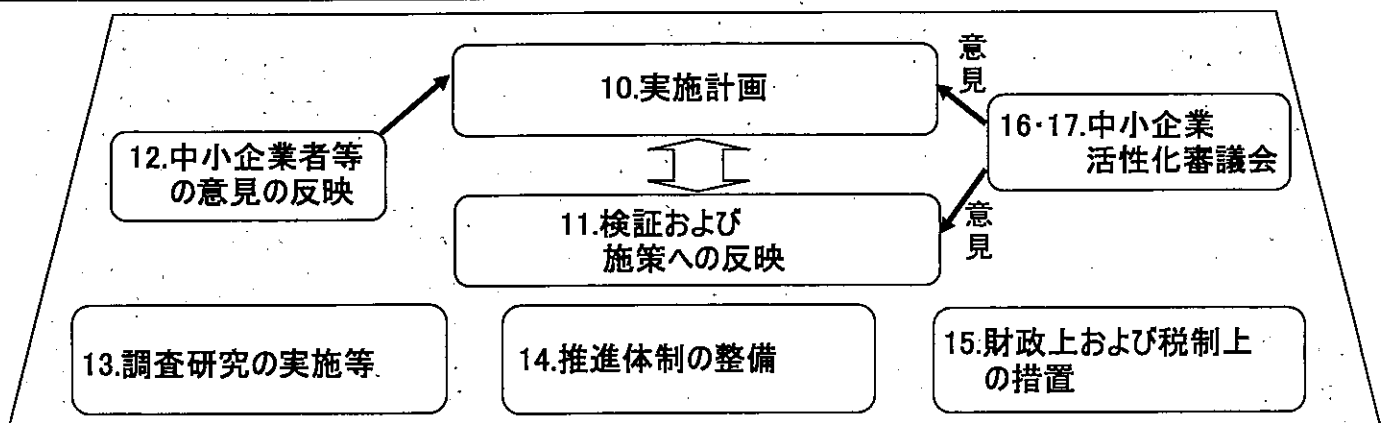 10.実施計画
意見
16・17.中小企業
活性化審議会
12.中小企業者等
の意見の反映
11.検証および
施策への反映
意見
13.調査研究の実施等
14.推進体制の整備
15.財政上および税制上
の措置